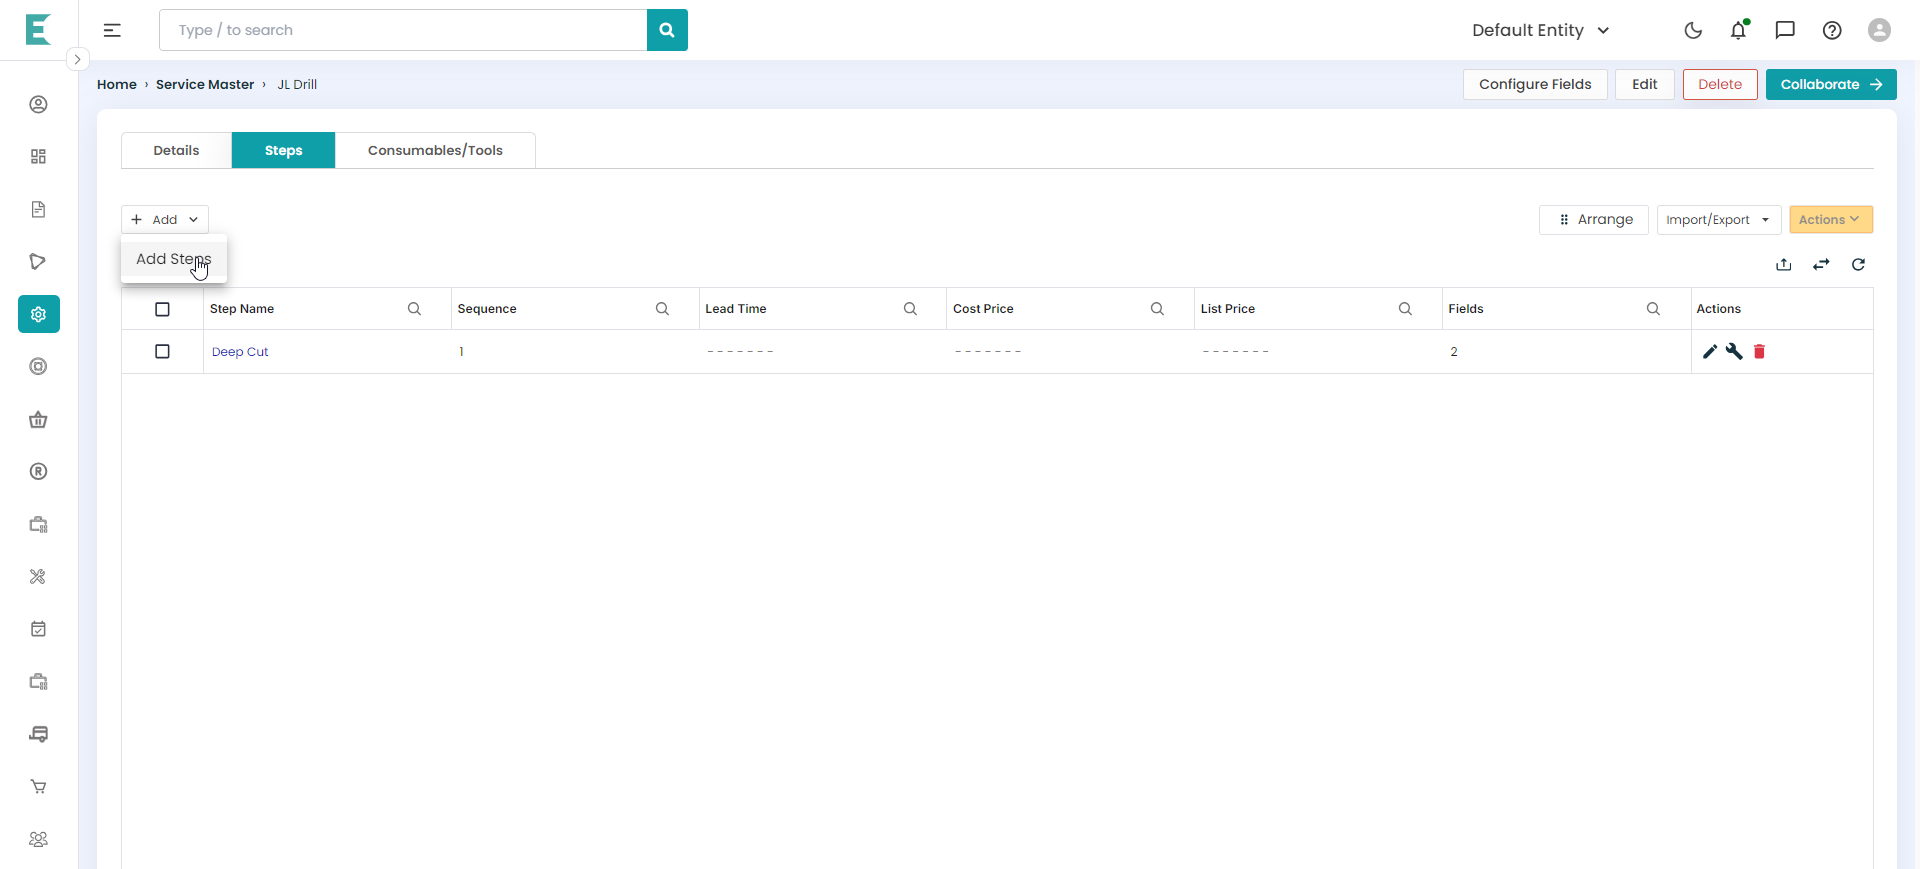 Type / to search
Default Entity
Home › Service Master › JL Drill
Configure Fields
Edit
Delete
Collaborate
Details
Steps
Consumables/Tools
+ Add
Arrange
Import/Export
Actions
Add Steps
Step Name
Sequence
Lead Time
Cost Price
List Price
Fields
Actions
Deep Cut
1
-------
-------
-------
2